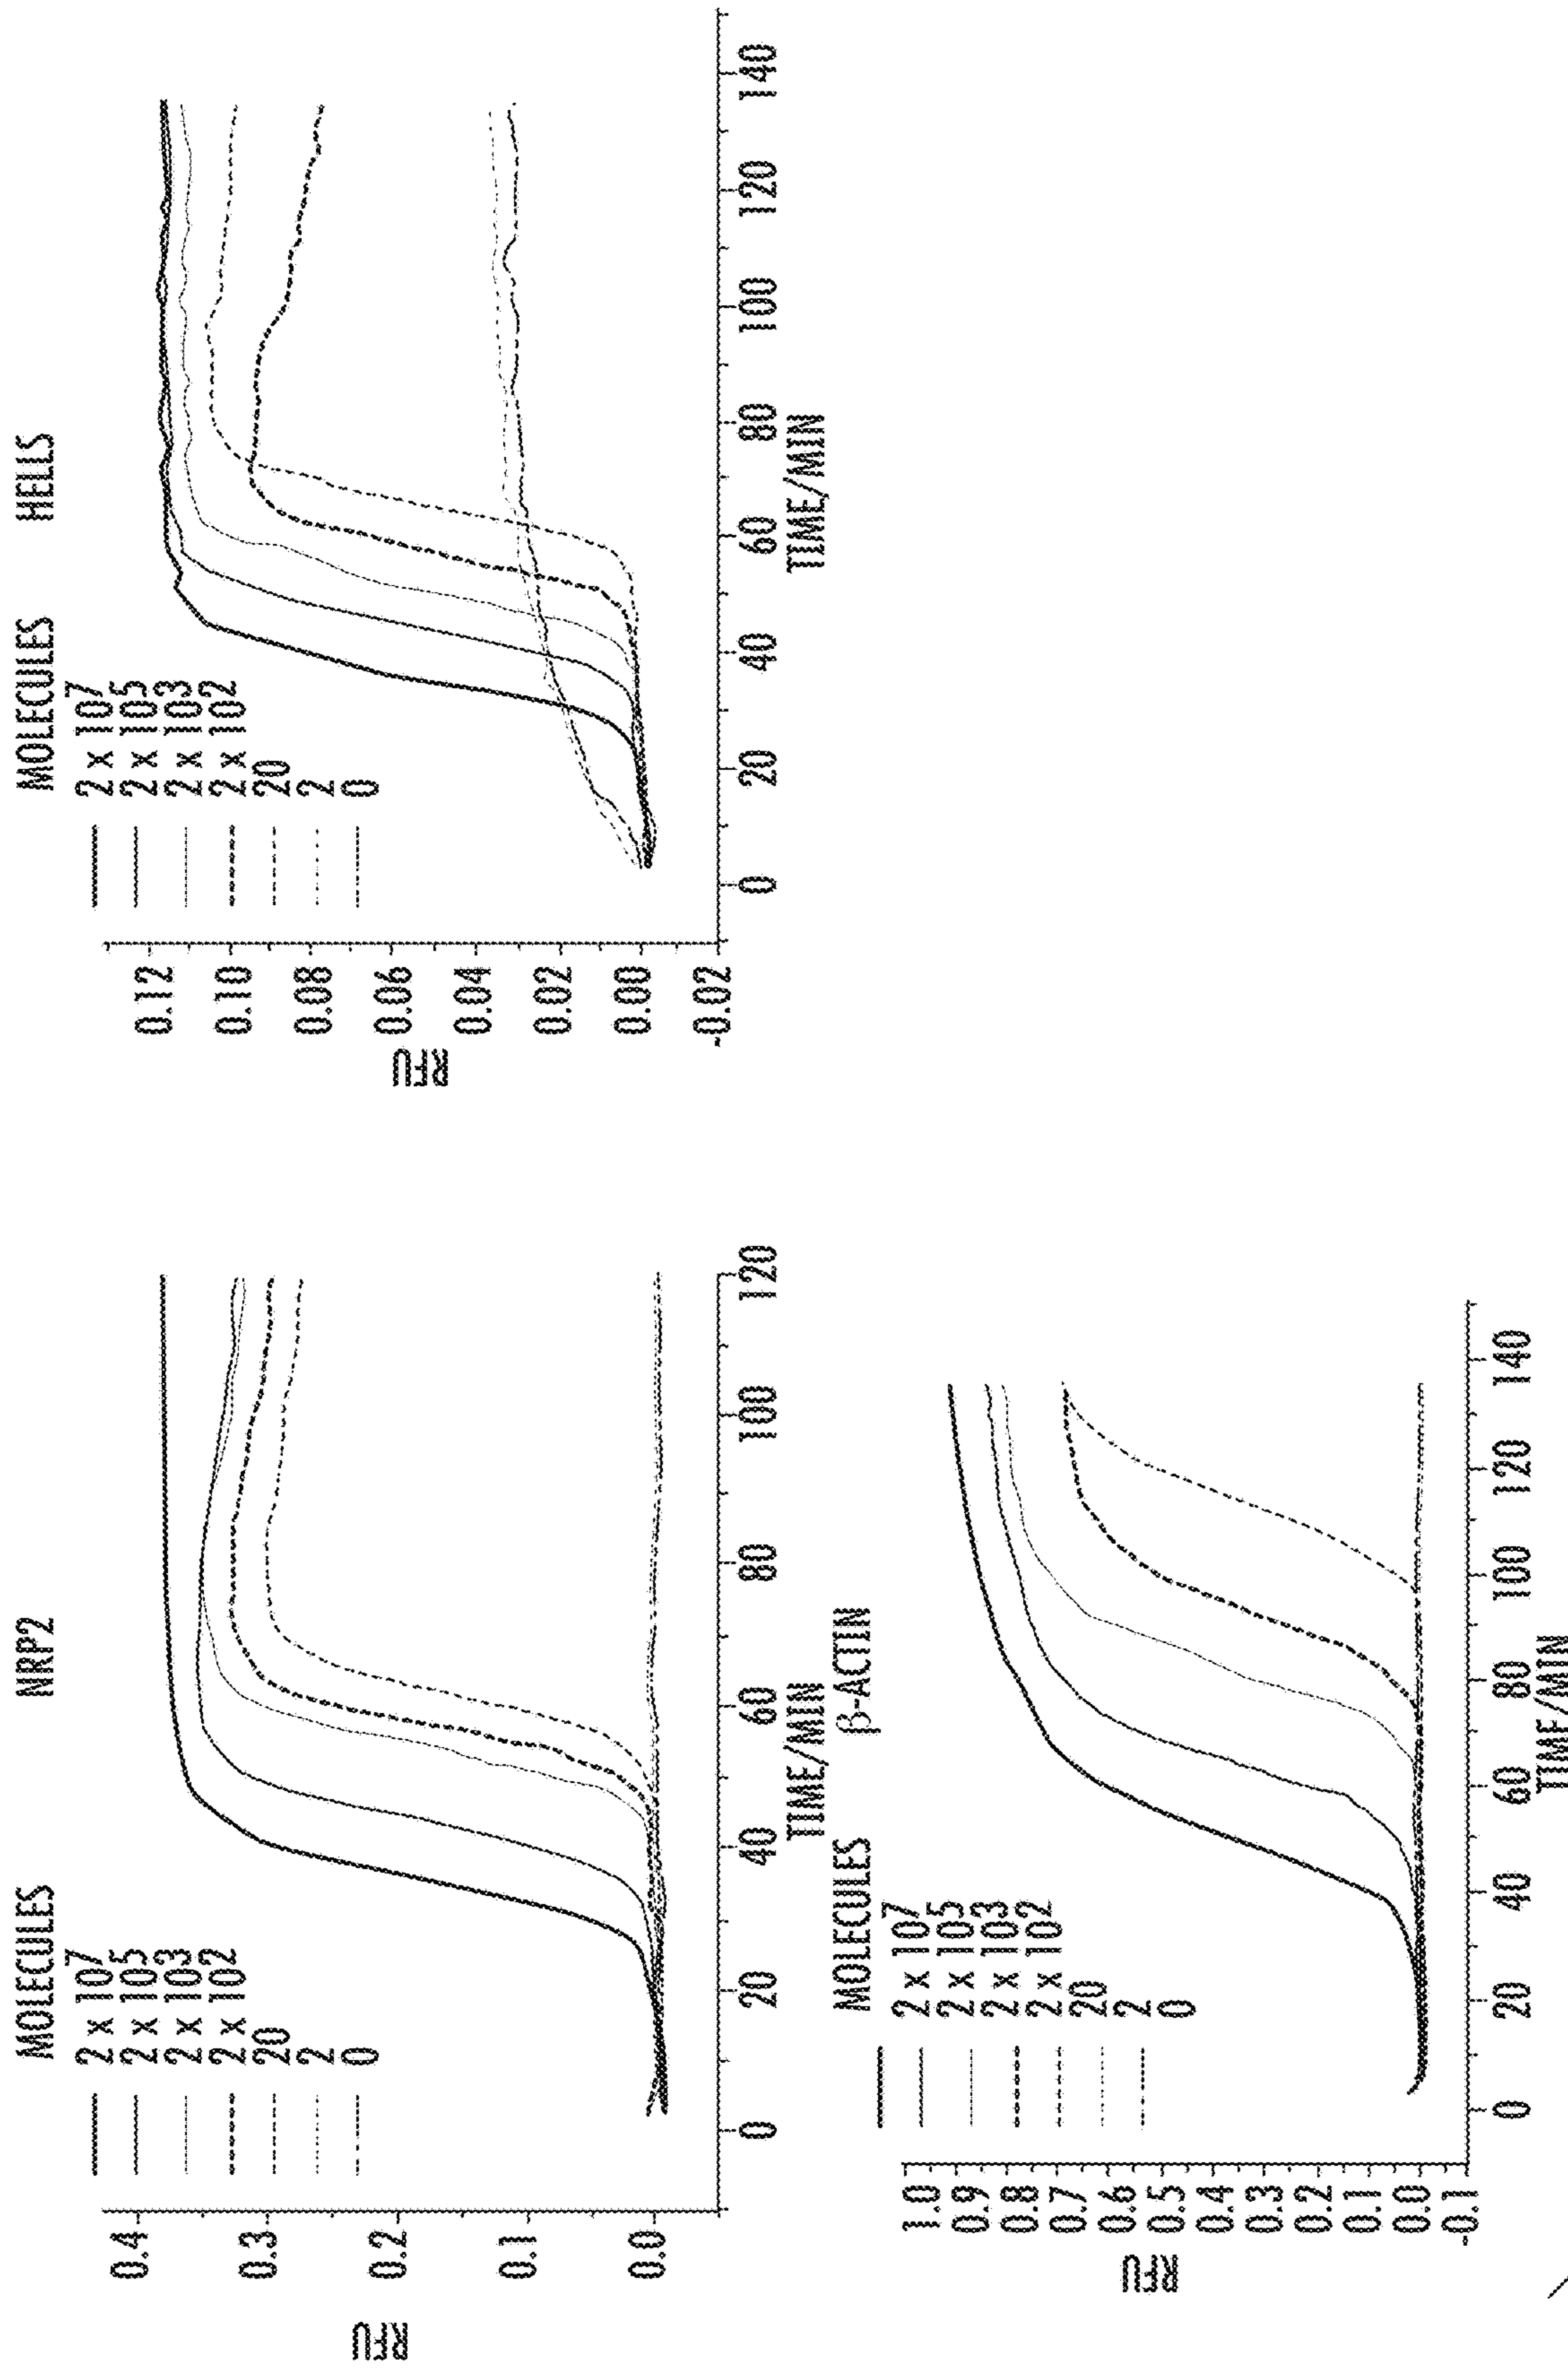 NRP2
MOLECULES
2 x 10⁷
2 x 10⁵
2 x 10³
2 x 10²
20
2
0
RFU
0.4
0.3
0.2
0.1
0.0
0 20 40 60 80 100 120
TIME/MIN
HELLS
MOLECULES
2 x 10⁷
2 x 10⁵
2 x 10³
2 x 10²
20
2
0
RFU
0.12
0.10
0.08
0.06
0.04
0.02
0.00
-0.02
0 20 40 60 80 100 120 140
TIME/MIN
β-ACTIN
MOLECULES
2 x 10⁷
2 x 10⁵
2 x 10³
2 x 10²
20
2
0
RFU
1.0
0.9
0.8
0.7
0.6
0.5
0.4
0.3
0.2
0.1
0.0
-0.1
0 20 40 60 80 100 120 140
TIME/MIN